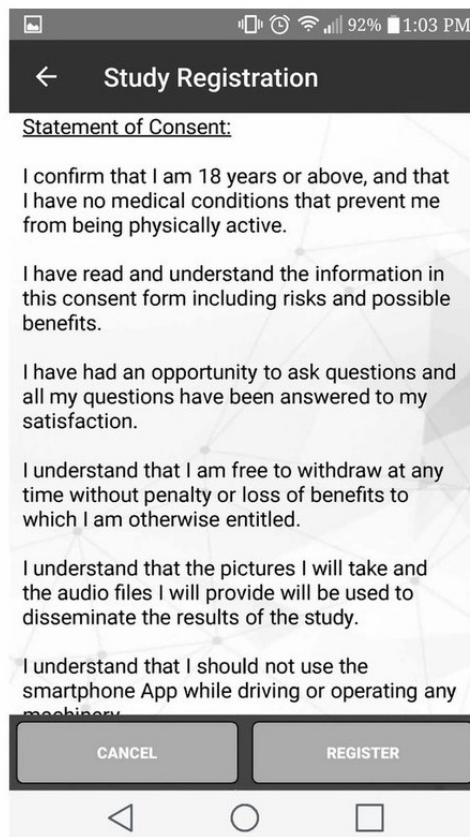 92% 1:03 PM
Study Registration
Statement of Consent:
I confirm that I am 18 years or above, and that
I have no medical conditions that prevent me
from being physically active.
I have read and understand the information in
this consent form including risks and possible
benefits.
I have had an opportunity to ask questions and
all my questions have been answered to my
satisfaction.
I understand that I am free to withdraw at any
time without penalty or loss of benefits to
which I am otherwise entitled.
I understand that the pictures I will take and
the audio files I will provide will be used to
disseminate the results of the study.
I understand that I should not use the
smartphone App while driving or operating any
machinery
CANCEL REGISTER